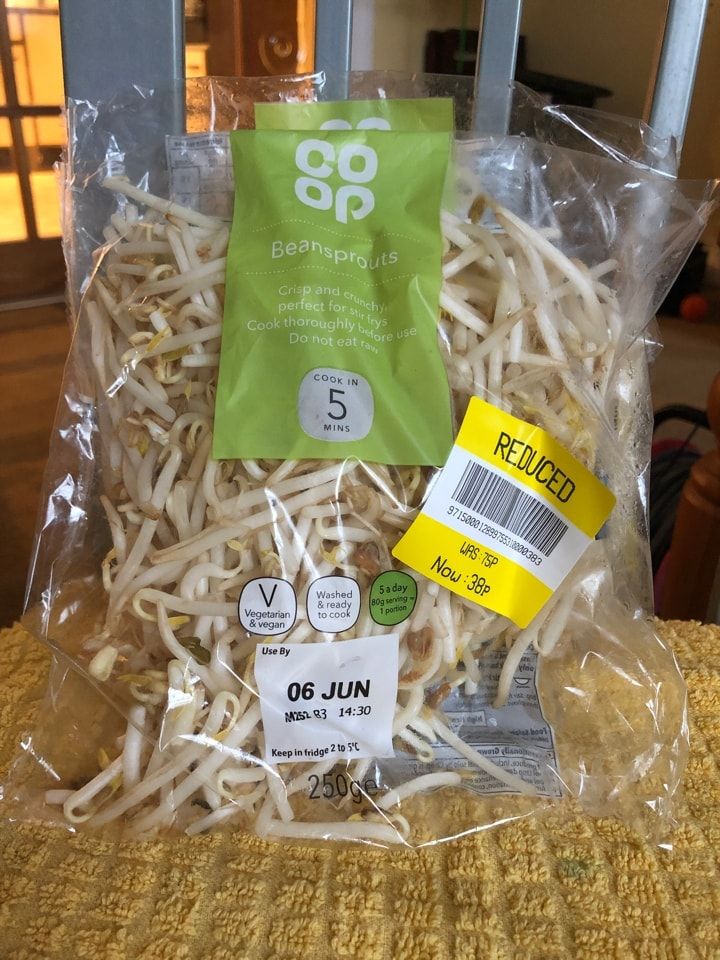 CO
OP
Beansprouts
Crisp and crunchy,
perfect for stir frys
Cook thoroughly before use
Do not eat raw
COOK IN
5
MINS
REDUCED
WAS:75P
Now:38P
V
Vegetarian
& vegan
Washed
& ready
to cook
5 a day
80g serving =
1 portion
Use By
06 JUN
14:30
Keep in fridge 2 to 5°C
250g℮